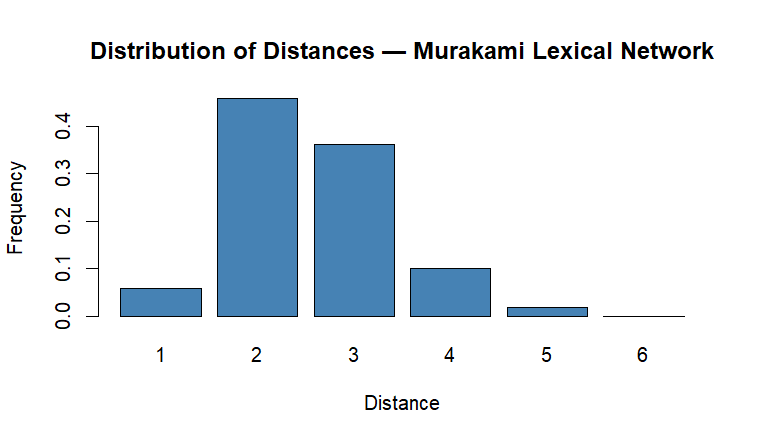 Distribution of Distances — Murakami Lexical Network
Frequency
0.4
0.3
0.2
0.1
0.0
1 2 3 4 5 6
Distance